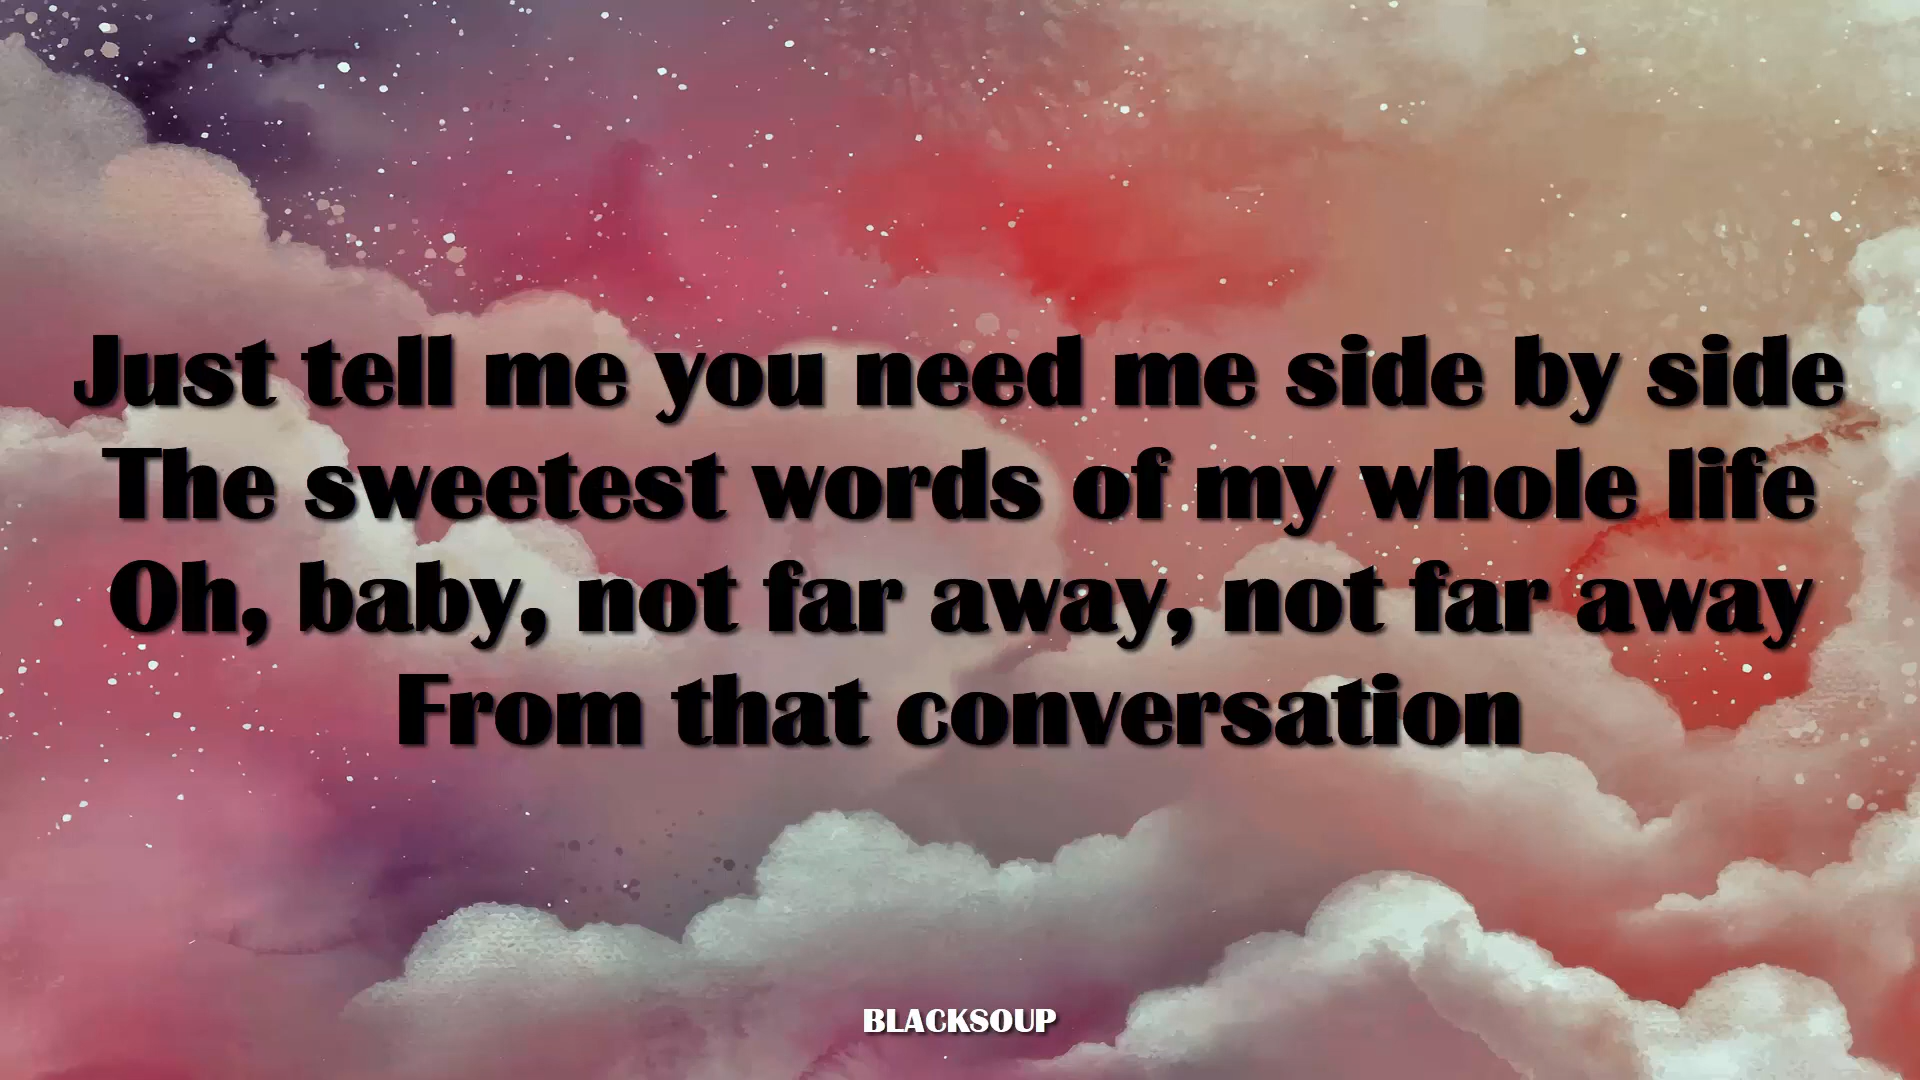 Just tell me you need me side by side
The sweetest words of my whole life
Oh, baby, not far away, not far away
From that conversation
BLACKSOUP